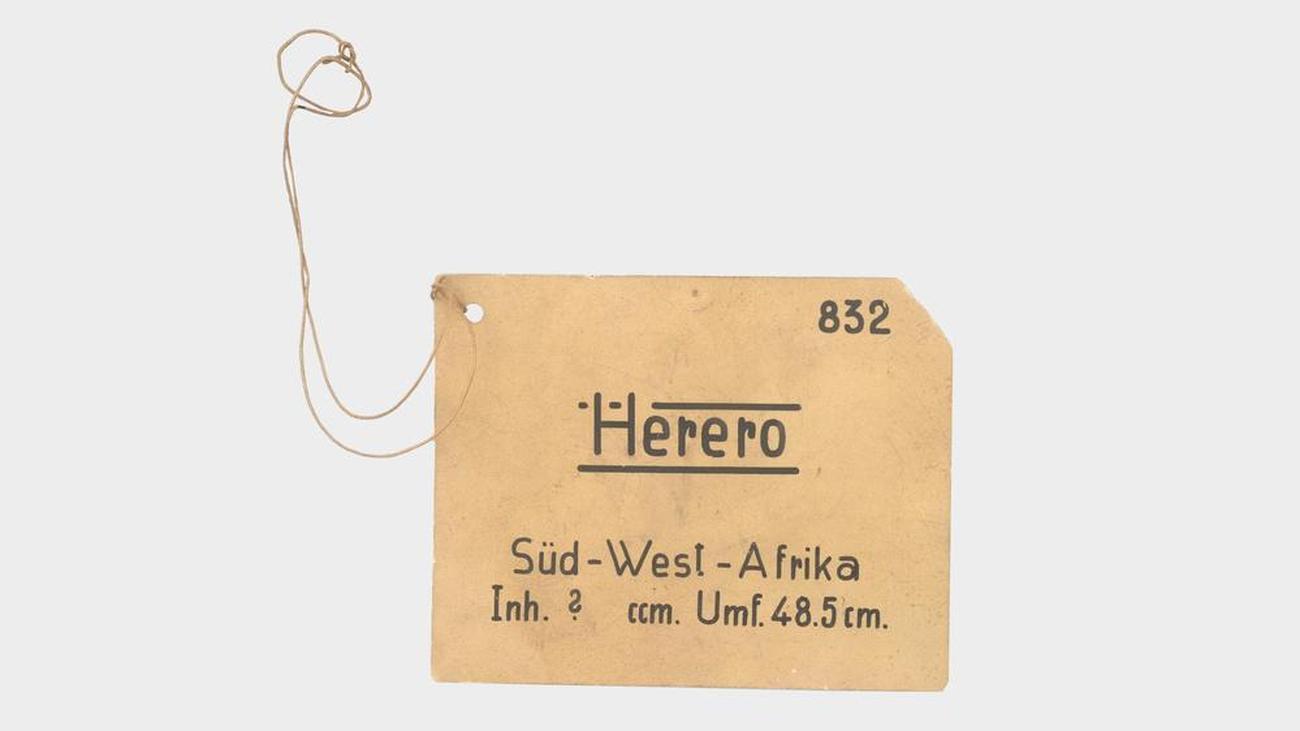 832
Herero
Süd-West-Afrika
Inh. ? ccm. Umf. 48.5 cm.